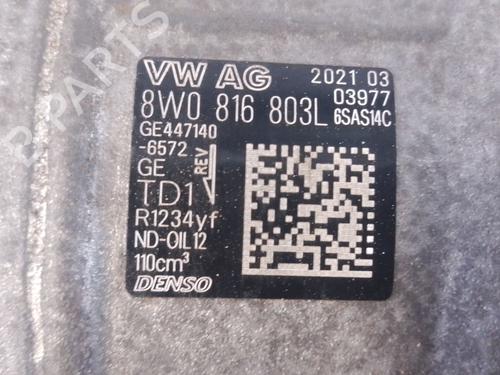 B-PARTS
VW AG 2021 03
03977
8W0 816 803L 6SAS14C
GE447140
-6572
GE REV
TD1
R1234yf
ND-OIL12
110cm³
DENSO